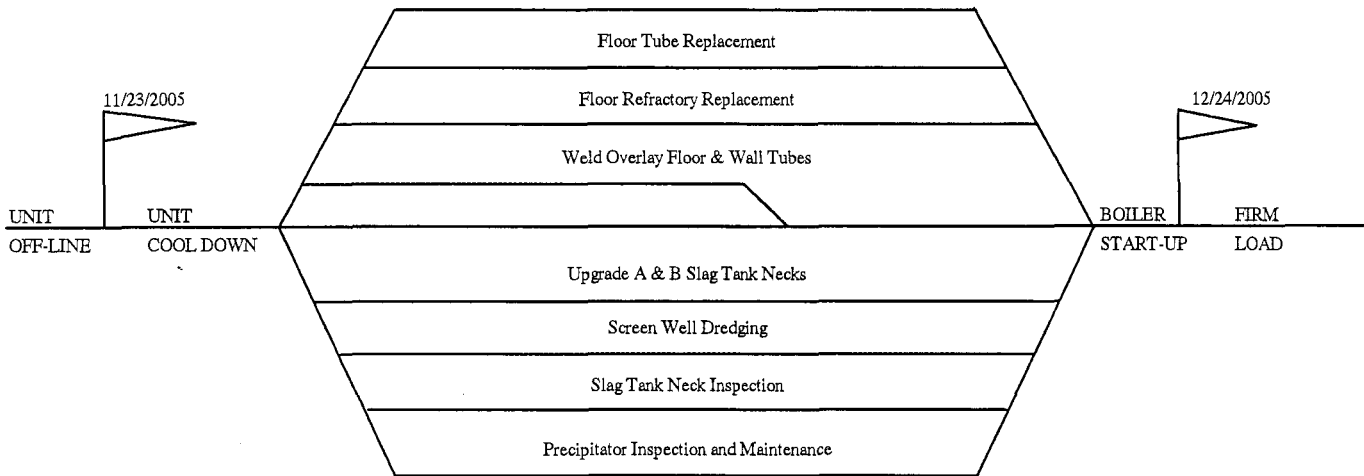 Floor Tube Replacement
Floor Refractory Replacement
11/23/2005
12/24/2005
Weld Overlay Floor & Wall Tubes
UNIT
OFF-LINE
UNIT
COOL DOWN
BOILER
START-UP
FIRM
LOAD
Upgrade A & B Slag Tank Necks
Screen Well Dredging
Slag Tank Neck Inspection
Precipitator Inspection and Maintenance